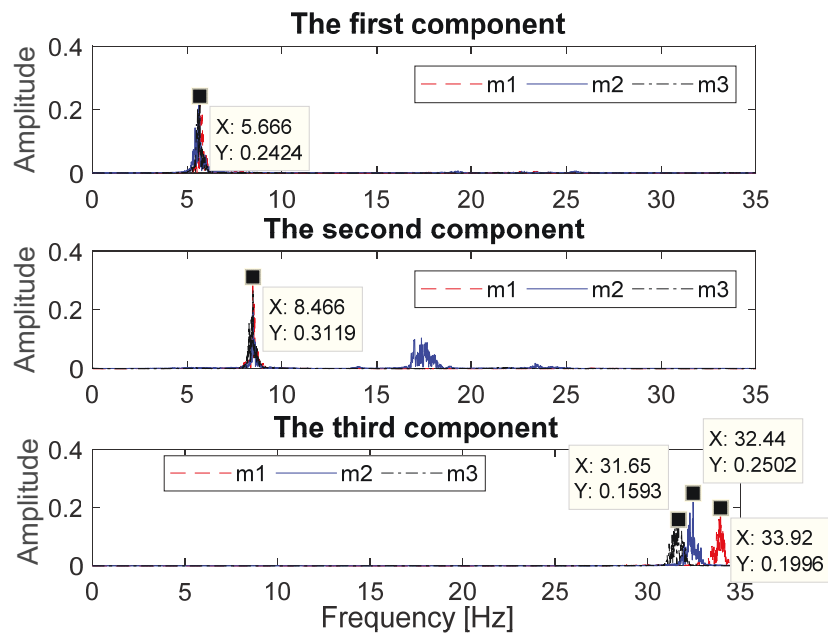 The first component
Amplitude
0.4
0.2
0
m1 m2 m3
X: 5.666
Y: 0.2424
0 5 10 15 20 25 30 35
The second component
Amplitude
0.4
0.2
0
m1 m2 m3
X: 8.466
Y: 0.3119
0 5 10 15 20 25 30 35
The third component
Amplitude
0.4
0.2
0
m1 m2 m3
X: 31.65
Y: 0.1593
X: 32.44
Y: 0.2502
X: 33.92
Y: 0.1996
0 5 10 15 20 25 30 35
Frequency [Hz]